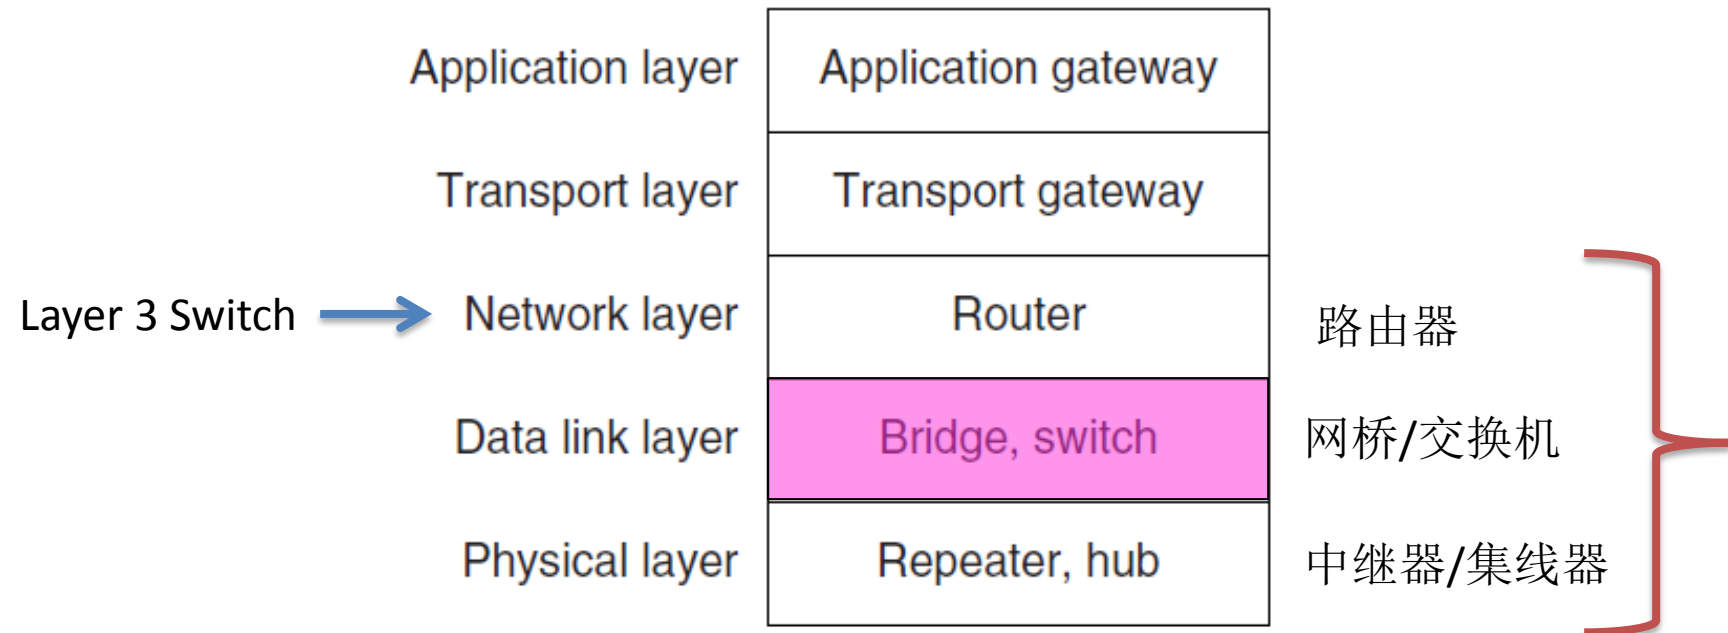 Application layer
Application gateway
Transport layer
Transport gateway
Layer 3 Switch
Network layer
Router
路由器
Data link layer
Bridge, switch
网桥/交换机
Physical layer
Repeater, hub
中继器/集线器